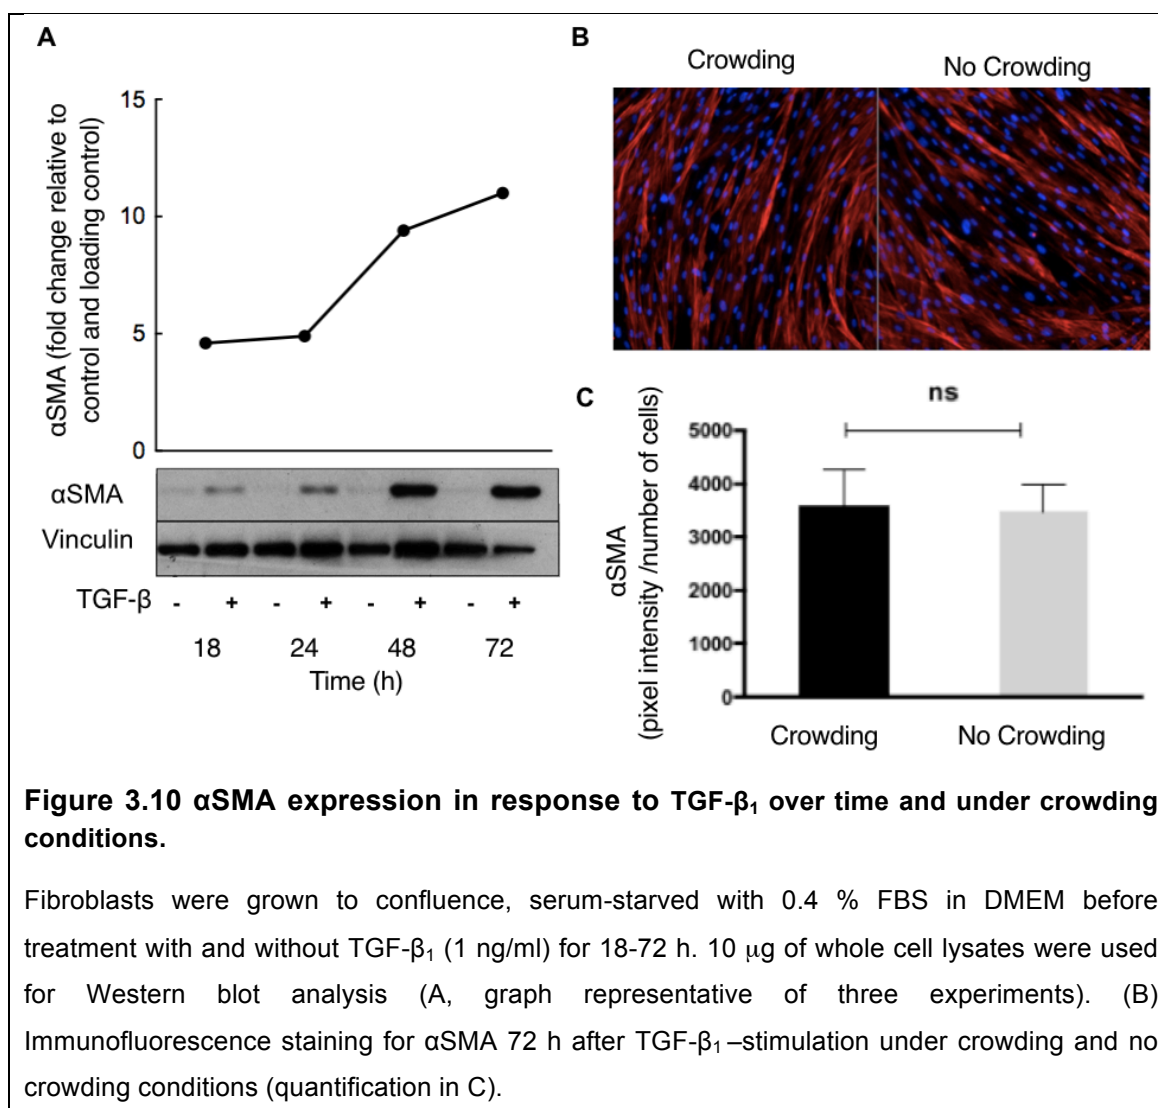 A
αSMA (fold change relative to
control and loading control)
15
10
5
0
αSMA
Vinculin
TGF-β - + - + - + - +
18 24 48 72
Time (h)
B
Crowding No Crowding
C
ns
αSMA
(pixel intensity /number of cells)
5000
4000
3000
2000
1000
0
Crowding No Crowding
Figure 3.10 αSMA expression in response to TGF-β₁ over time and under crowding
conditions.
Fibroblasts were grown to confluence, serum-starved with 0.4 % FBS in DMEM before
treatment with and without TGF-β₁ (1 ng/ml) for 18-72 h. 10 μg of whole cell lysates were used
for Western blot analysis (A, graph representative of three experiments). (B)
Immunofluorescence staining for αSMA 72 h after TGF-β₁ –stimulation under crowding and no
crowding conditions (quantification in C).